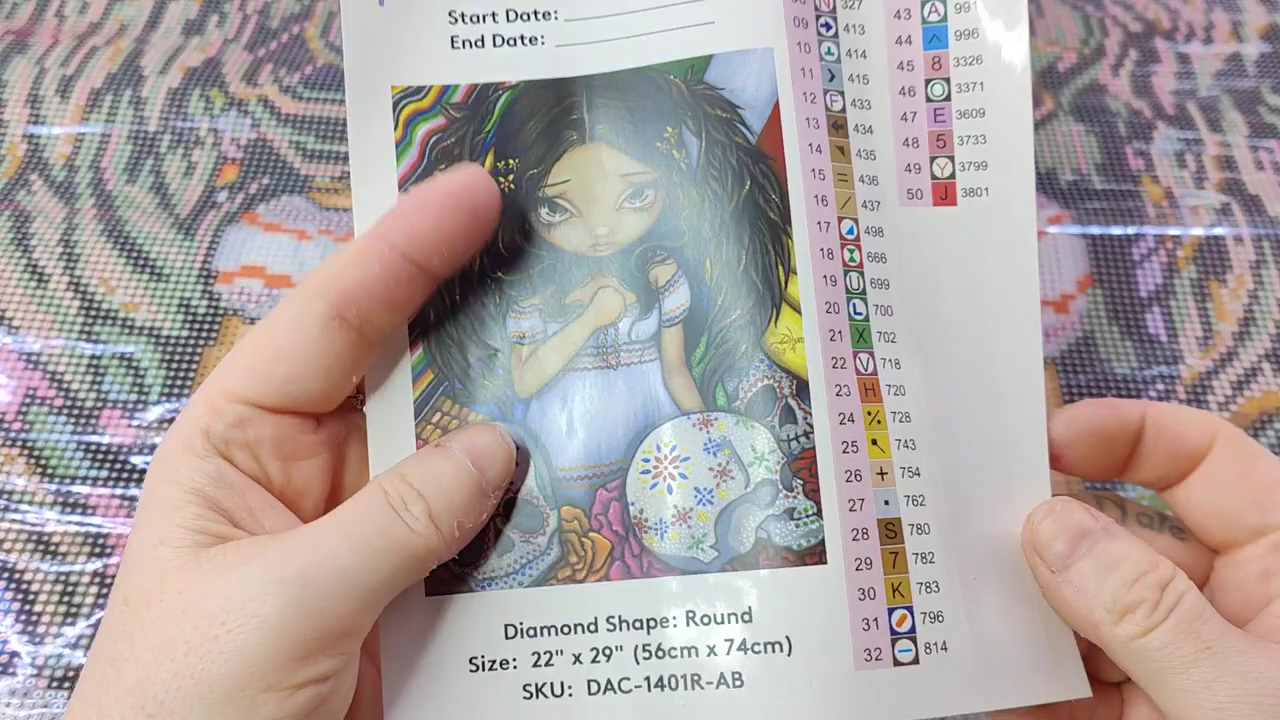 Start Date:
End Date:
327
09 413
10 414
11 415
12 F 433
13 434
14 435
15 = 436
16 / 437
17 498
18 666
19 U 699
20 L 700
21 X 702
22 V 718
23 H 720
24 728
25 743
26 + 754
27 762
28 S 780
29 7 782
30 K 783
31 796
32 814
43 A 991
44 996
45 8 3326
46 O 3371
47 E 3609
48 5 3733
49 Y 3799
50 J 3801
Diamond Shape: Round
Size: 22" x 29" (56cm x 74cm)
SKU: DAC-1401R-AB